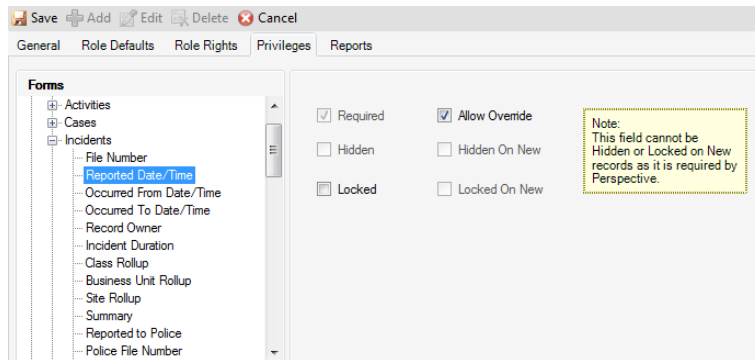 Save Add Edit Delete Cancel
General Role Defaults Role Rights Privileges Reports
Forms
Activities
Cases
Incidents
File Number
Reported Date/Time
Occurred From Date/Time
Occurred To Date/Time
Record Owner
Incident Duration
Class Rollup
Business Unit Rollup
Site Rollup
Summary
Reported to Police
Police File Number
Required Allow Override
Hidden Hidden On New
Locked Locked On New
Note:
This field cannot be
Hidden or Locked on New
records as it is required by
Perspective.